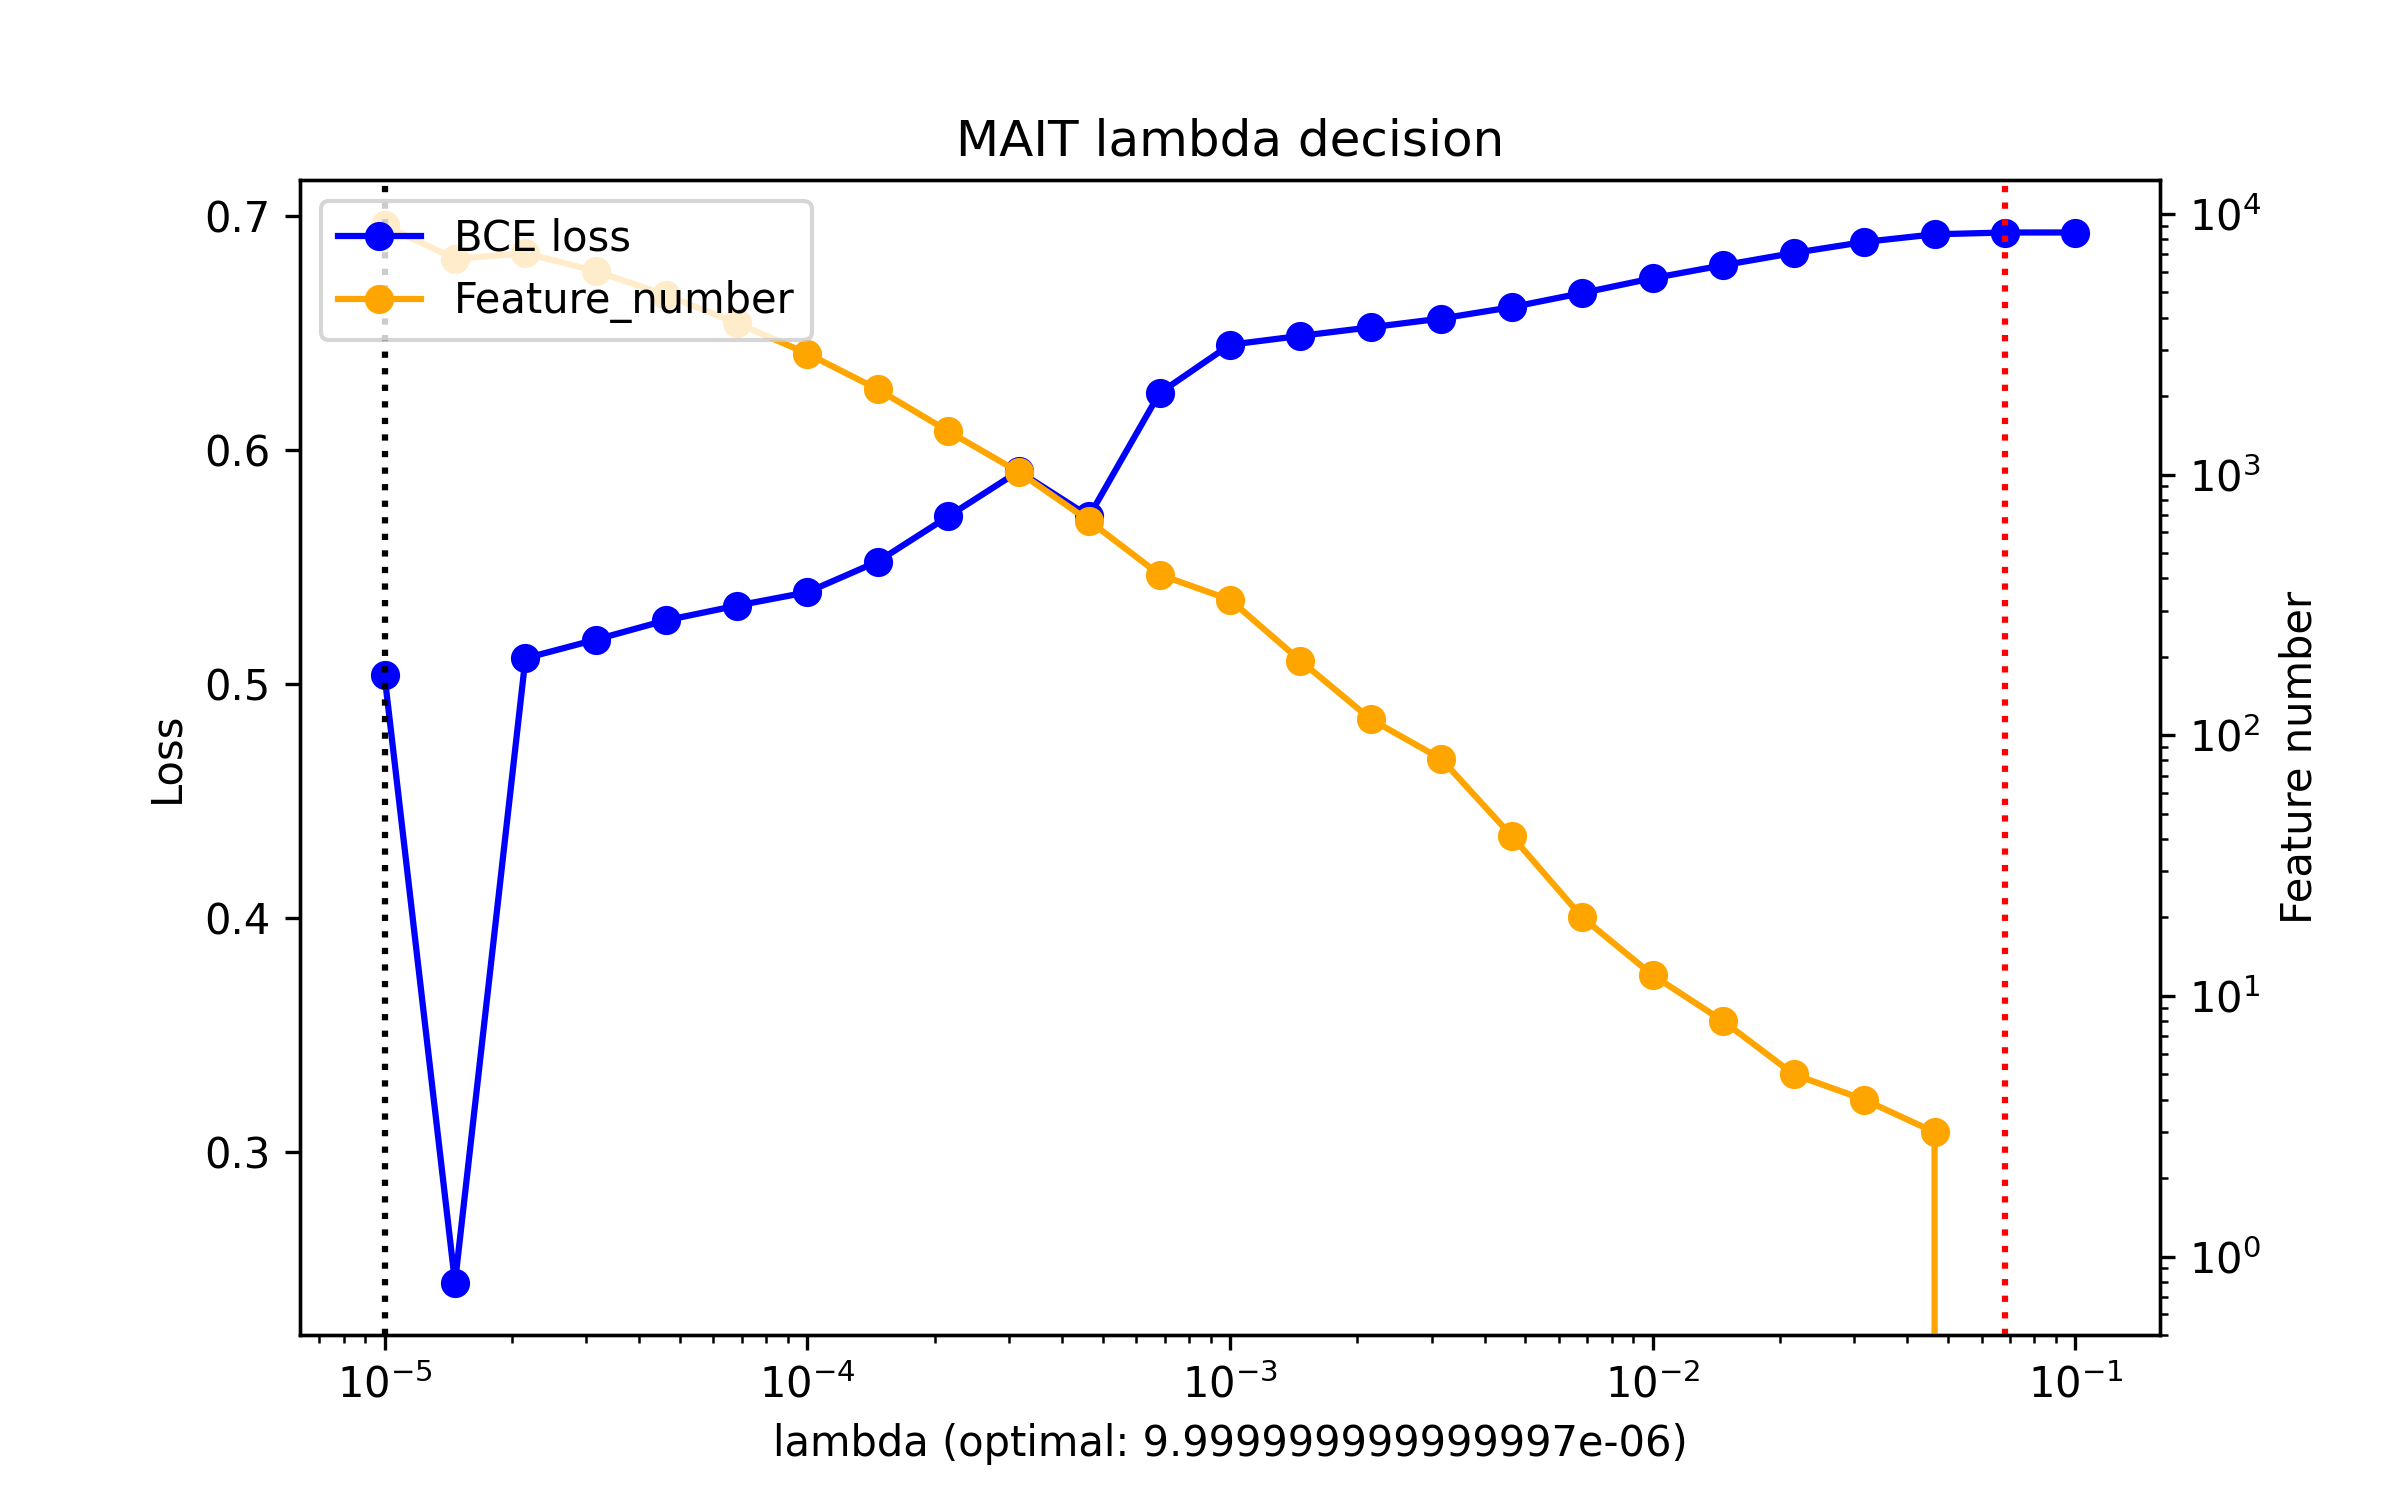 MAIT lambda decision
BCE loss
Feature_number
Loss
0.7
0.6
0.5
0.4
0.3
10⁴
10³
10²
10¹
10⁰
Feature number
10⁻⁵ 10⁻⁴ 10⁻³ 10⁻² 10⁻¹
lambda (optimal: 9.999999999999997e-06)